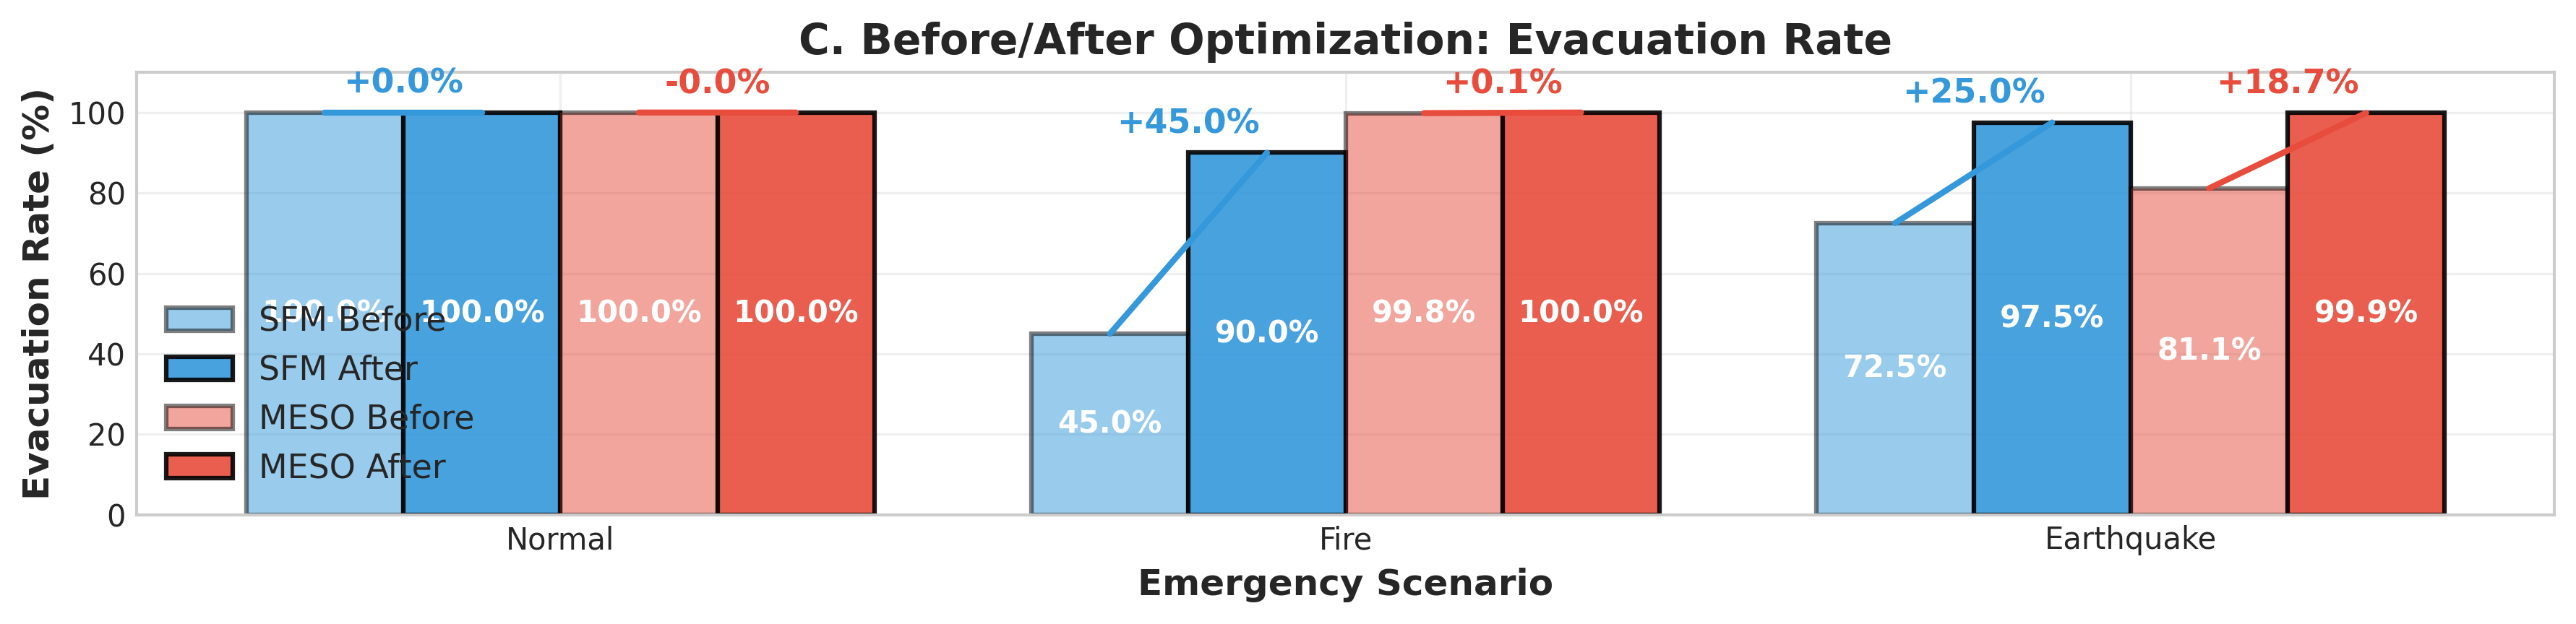 C. Before/After Optimization: Evacuation Rate
+0.0%
-0.0%
+45.0%
+0.1%
+25.0%
+18.7%
Evacuation Rate (%)
100
80
60
40
20
0
100.0%
100.0%
100.0%
100.0%
45.0%
90.0%
99.8%
100.0%
72.5%
97.5%
81.1%
99.9%
SFM Before
SFM After
MESO Before
MESO After
Normal
Fire
Earthquake
Emergency Scenario